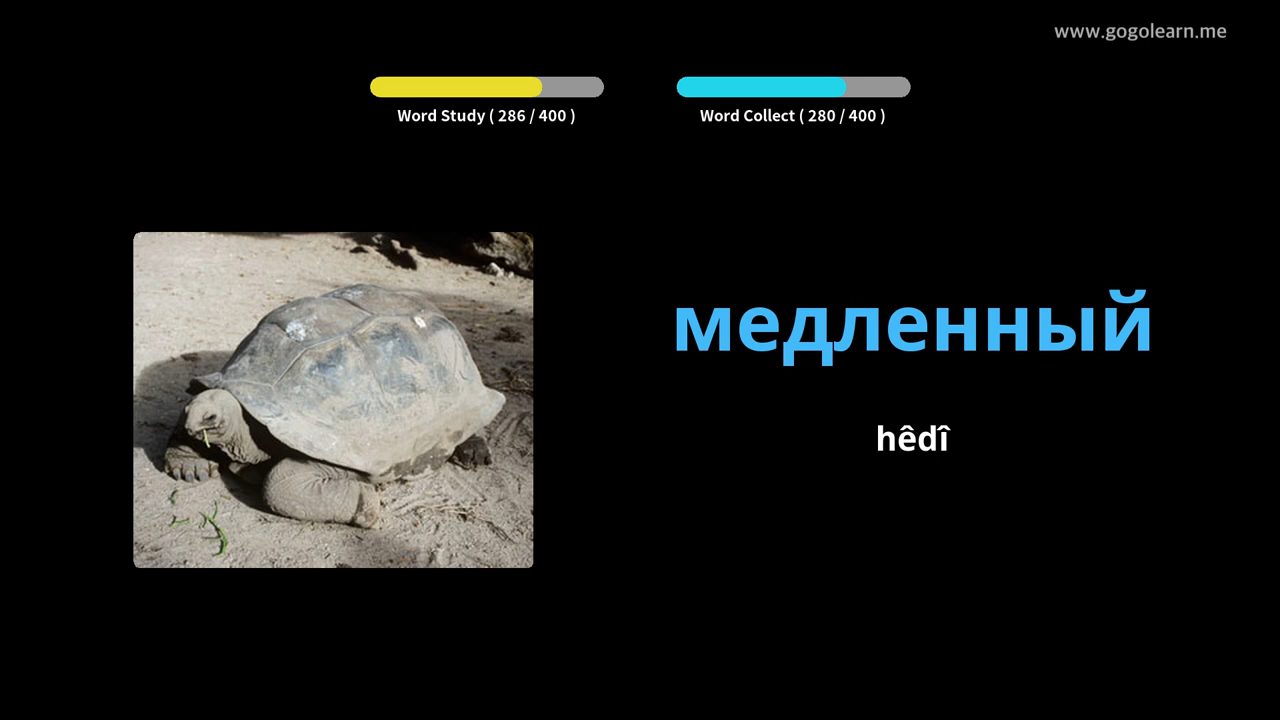 www.gogolearn.me
Word Study ( 286 / 400 )
Word Collect ( 280 / 400 )
медленный
hêdî